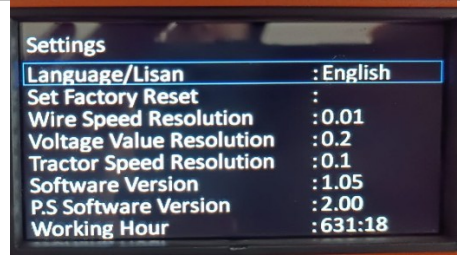 Settings
Language/Lisan : English
Set Factory Reset :
Wire Speed Resolution : 0.01
Voltage Value Resolution : 0.2
Tractor Speed Resolution : 0.1
Software Version : 1.05
P.S Software Version : 2.00
Working Hour : 631:18